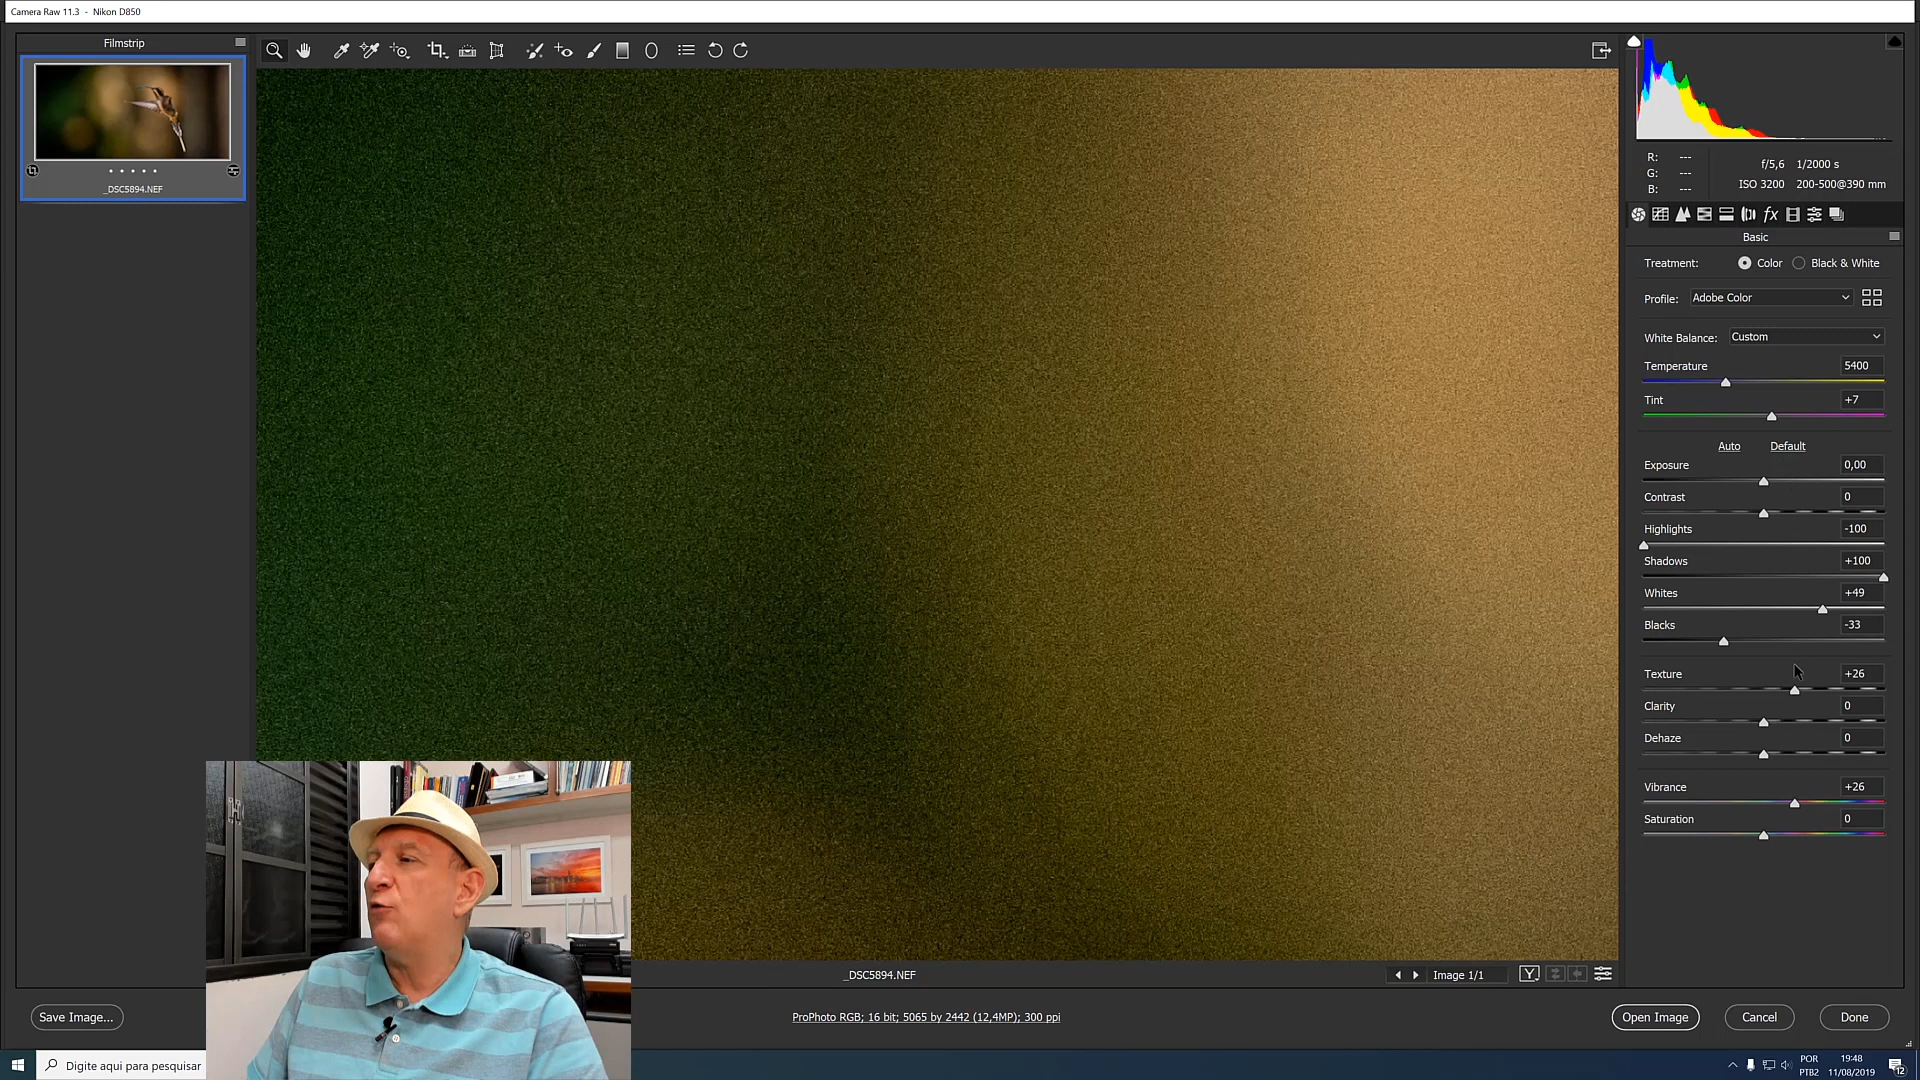 Camera Raw 11.3 - Nikon D850
Filmstrip
_DSC5894.NEF
R: ---
G: ---
B: ---
f/5,6 1/2000 s
ISO 3200 200-500@390 mm
fx
Basic
Treatment: Color Black & White
Profile: Adobe Color
White Balance: Custom
Temperature 5400
Tint +7
Auto Default
Exposure 0,00
Contrast 0
Highlights -100
Shadows +100
Whites +49
Blacks -33
Texture +26
Clarity 0
Dehaze 0
Vibrance +26
Saturation 0
_DSC5894.NEF
Image 1/1
Y
Save Image...
ProPhoto RGB; 16 bit; 5065 by 2442 (12,4MP); 300 ppi
Open Image Cancel Done
Digite aqui para pesquisar
POR
PTB2
19:48
11/08/2019
12